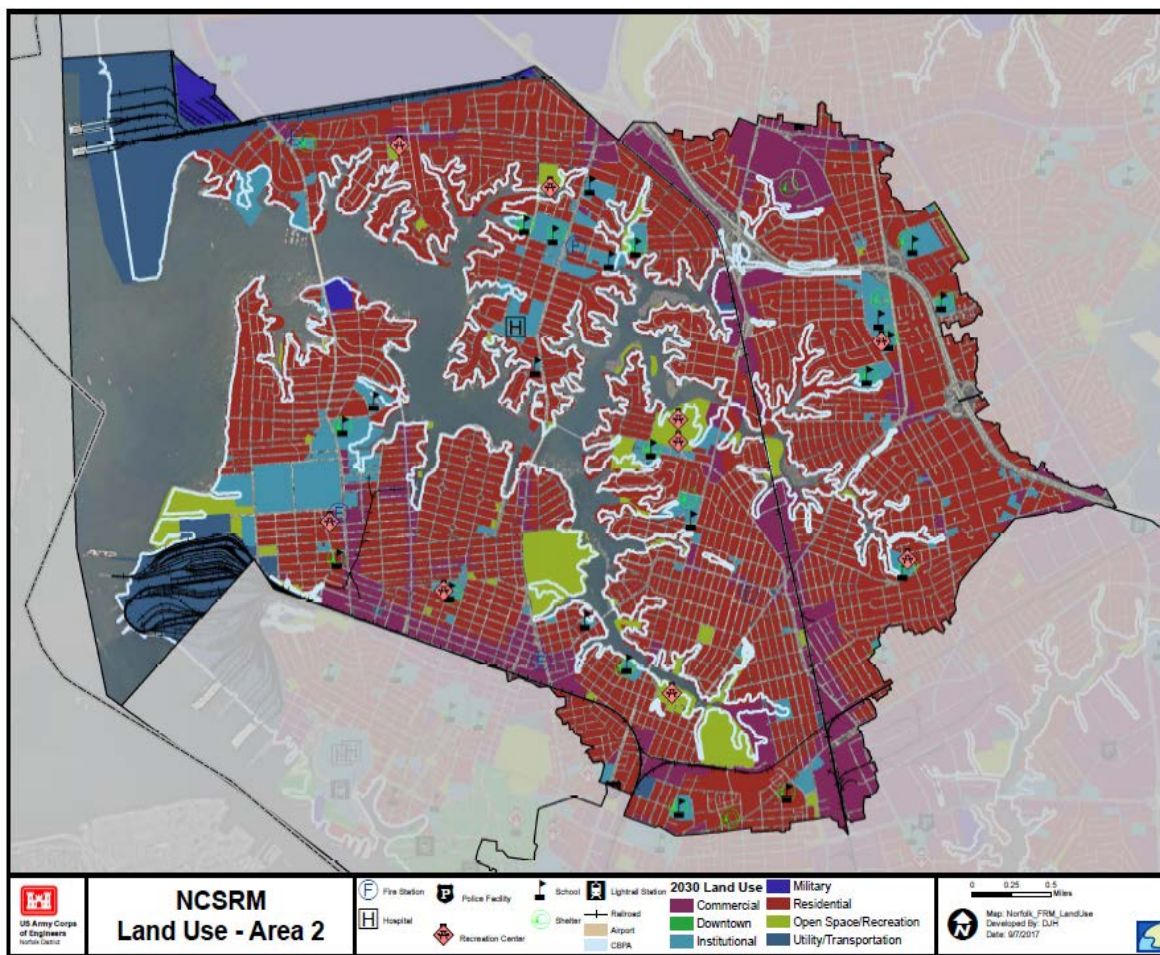 H
F
US Army Corps
of Engineers
Norfolk District
NCSRM
Land Use - Area 2
F Fire Station
P Police Facility
School
Lightrail Station
H Hospital
Recreation Center
Shelter
Railroad
Airport
CBPA
2030 Land Use
Commercial
Downtown
Institutional
Military
Residential
Open Space/Recreation
Utility/Transportation
0 0.25 0.5
Miles
N
Map: Norfolk_FRM_LandUse
Developed By: DJH
Date: 9/7/2017